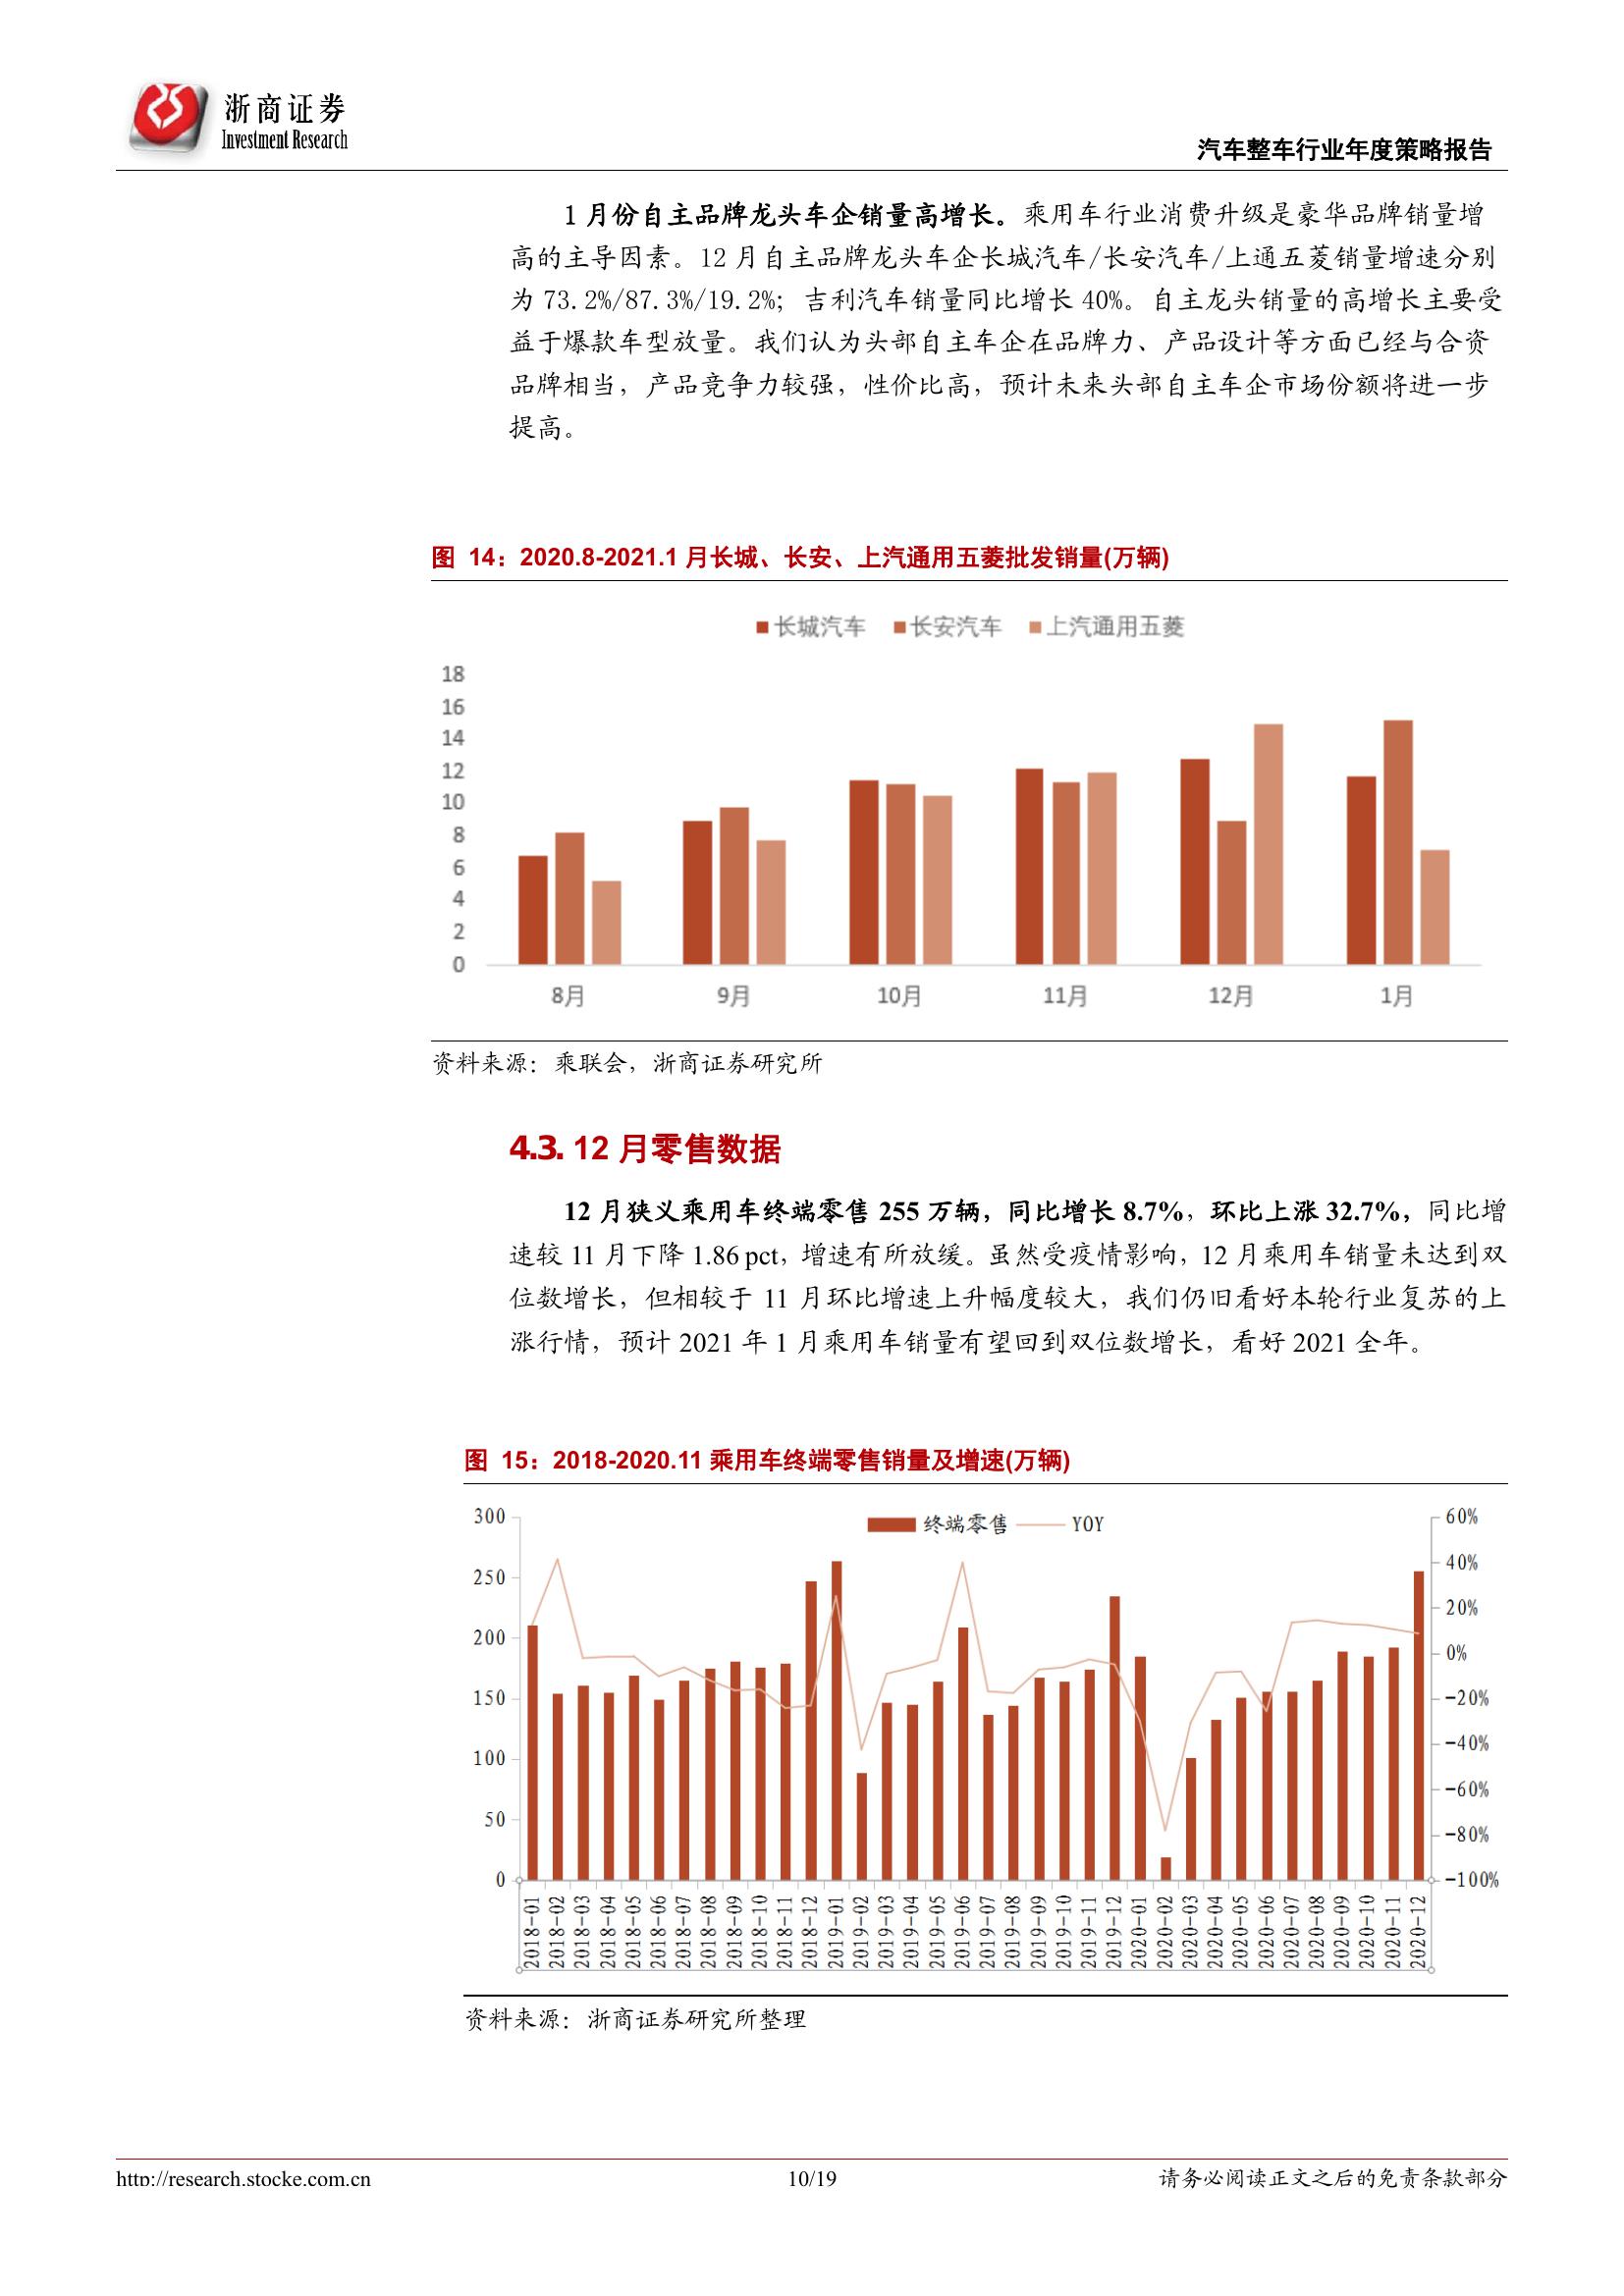 浙商证券
Investment Research
汽车整车行业年度策略报告
1 月份自主品牌龙头车企销量高增长。乘用车行业消费升级是豪华品牌销量增
高的主导因素。12 月自主品牌龙头车企长城汽车/长安汽车/上通五菱销量增速分别
为 73.2%/87.3%/19.2%；吉利汽车销量同比增长 40%。自主龙头销量的高增长主要受
益于爆款车型放量。我们认为头部自主车企在品牌力、产品设计等方面已经与合资
品牌相当，产品竞争力较强，性价比高，预计未来头部自主车企市场份额将进一步
提高。
图 14：2020.8-2021.1 月长城、长安、上汽通用五菱批发销量(万辆)
长城汽车 长安汽车 上汽通用五菱
18
16
14
12
10
8
6
4
2
0
8月 9月 10月 11月 12月 1月
资料来源：乘联会，浙商证券研究所
4.3. 12 月零售数据
12 月狭义乘用车终端零售 255 万辆，同比增长 8.7%，环比上涨 32.7%，同比增
速较 11 月下降 1.86 pct，增速有所放缓。虽然受疫情影响，12 月乘用车销量未达到双
位数增长，但相较于 11 月环比增速上升幅度较大，我们仍旧看好本轮行业复苏的上
涨行情，预计 2021 年 1 月乘用车销量有望回到双位数增长，看好 2021 全年。
图 15：2018-2020.11 乘用车终端零售销量及增速(万辆)
终端零售 YOY
300
250
200
150
100
50
0
60%
40%
20%
0%
-20%
-40%
-60%
-80%
-100%
2018-01 2018-02 2018-03 2018-04 2018-05 2018-06 2018-07 2018-08 2018-09 2018-10 2018-11 2018-12 2019-01 2019-02 2019-03 2019-04 2019-05 2019-06 2019-07 2019-08 2019-09 2019-10 2019-11 2019-12 2020-01 2020-02 2020-03 2020-04 2020-05 2020-06 2020-07 2020-08 2020-09 2020-10 2020-11 2020-12
资料来源：浙商证券研究所整理
http://research.stocke.com.cn 10/19 请务必阅读正文之后的免责条款部分